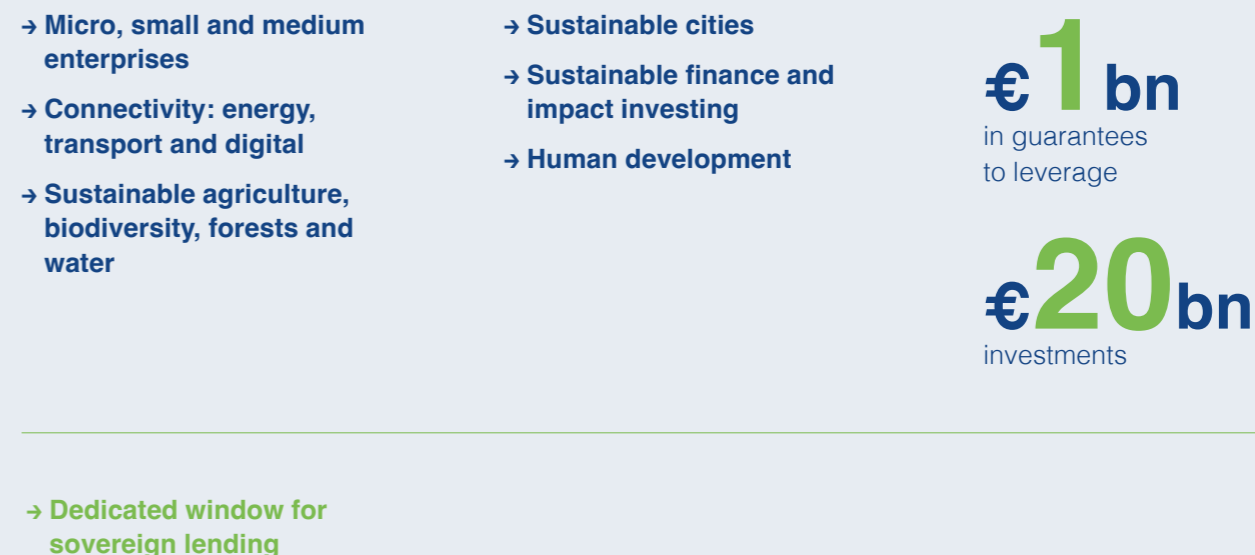 → Micro, small and medium
enterprises
→ Connectivity: energy,
transport and digital
→ Sustainable agriculture,
biodiversity, forests and
water
→ Sustainable cities
→ Sustainable finance and
impact investing
→ Human development
€1bn
in guarantees
to leverage
€20bn
investments
→ Dedicated window for
sovereign lending